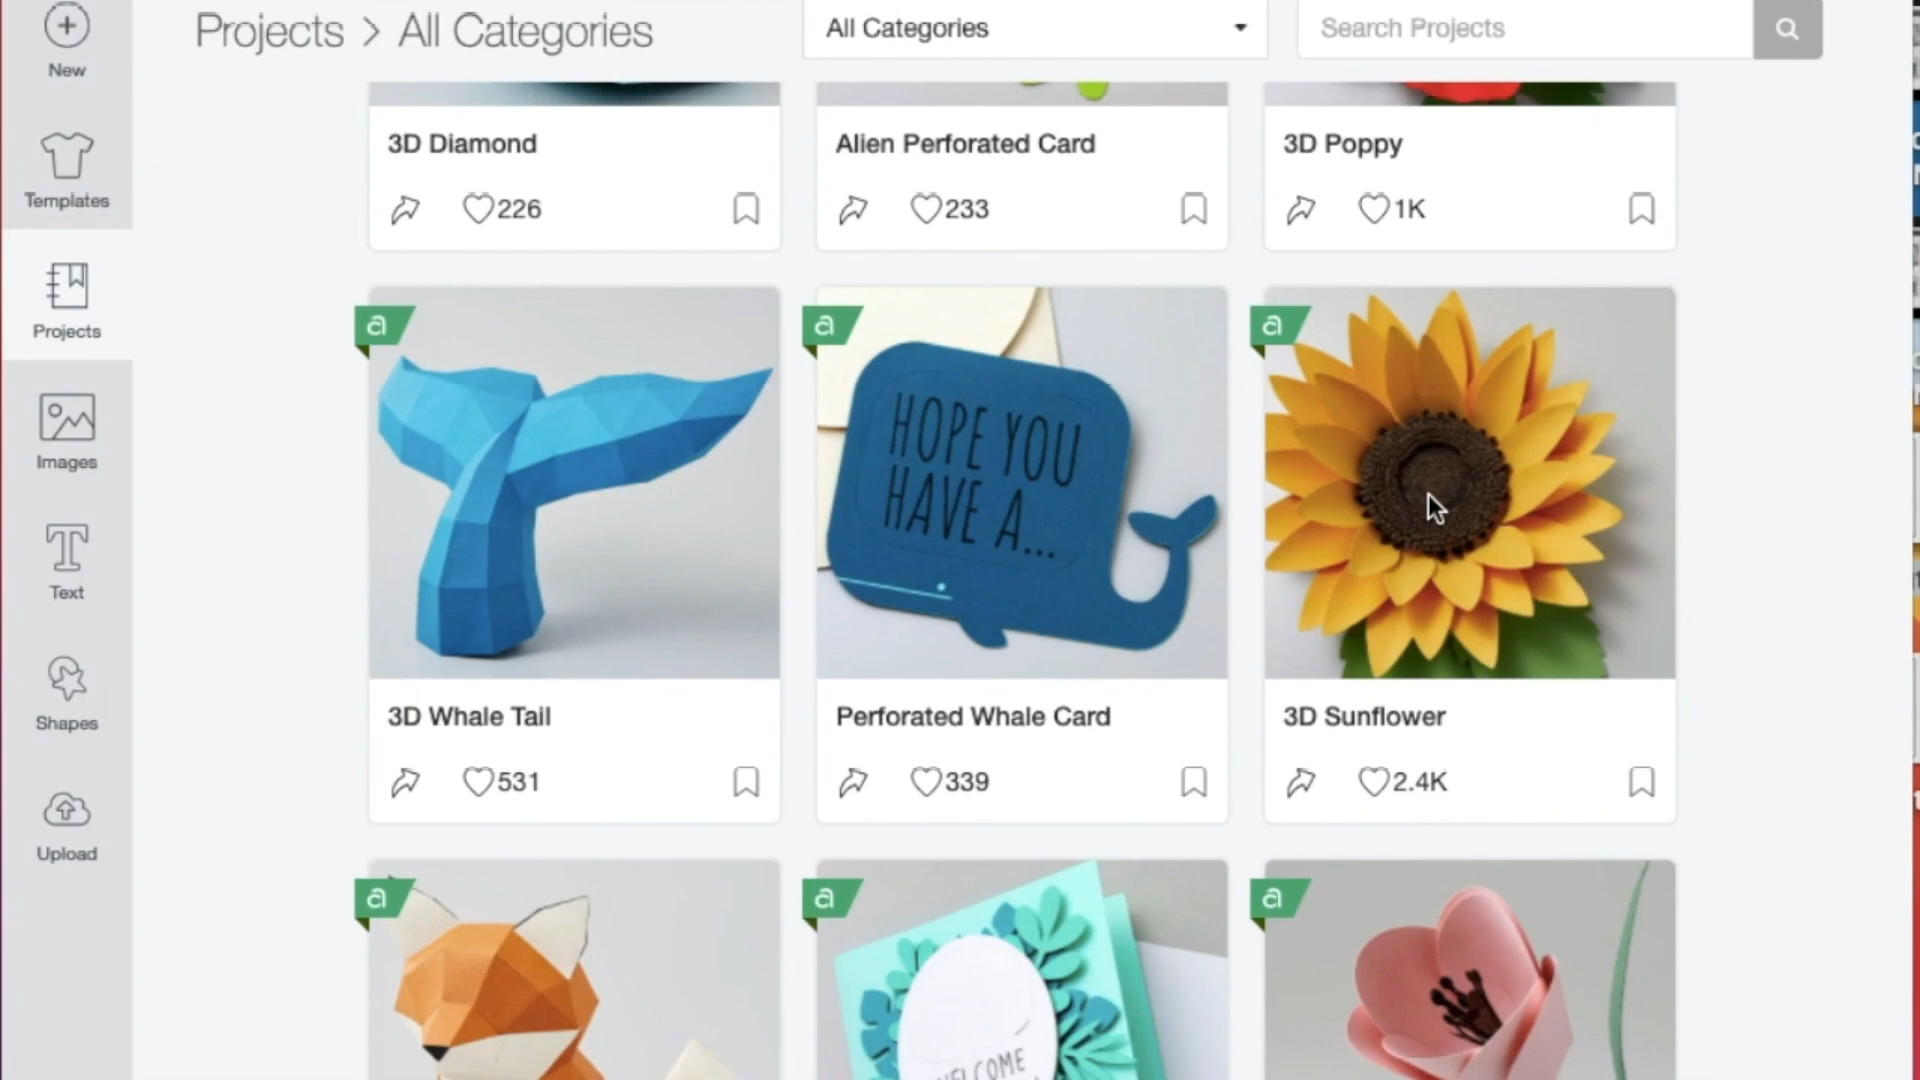 New
Templates
Projects
Images
Text
Shapes
Upload
Projects > All Categories
All Categories
Search Projects
3D Diamond
226
Alien Perforated Card
233
3D Poppy
1K
a
a
a
HOPE YOU
HAVE A...
3D Whale Tail
531
Perforated Whale Card
339
3D Sunflower
2.4K
a
a
a
WELCOME